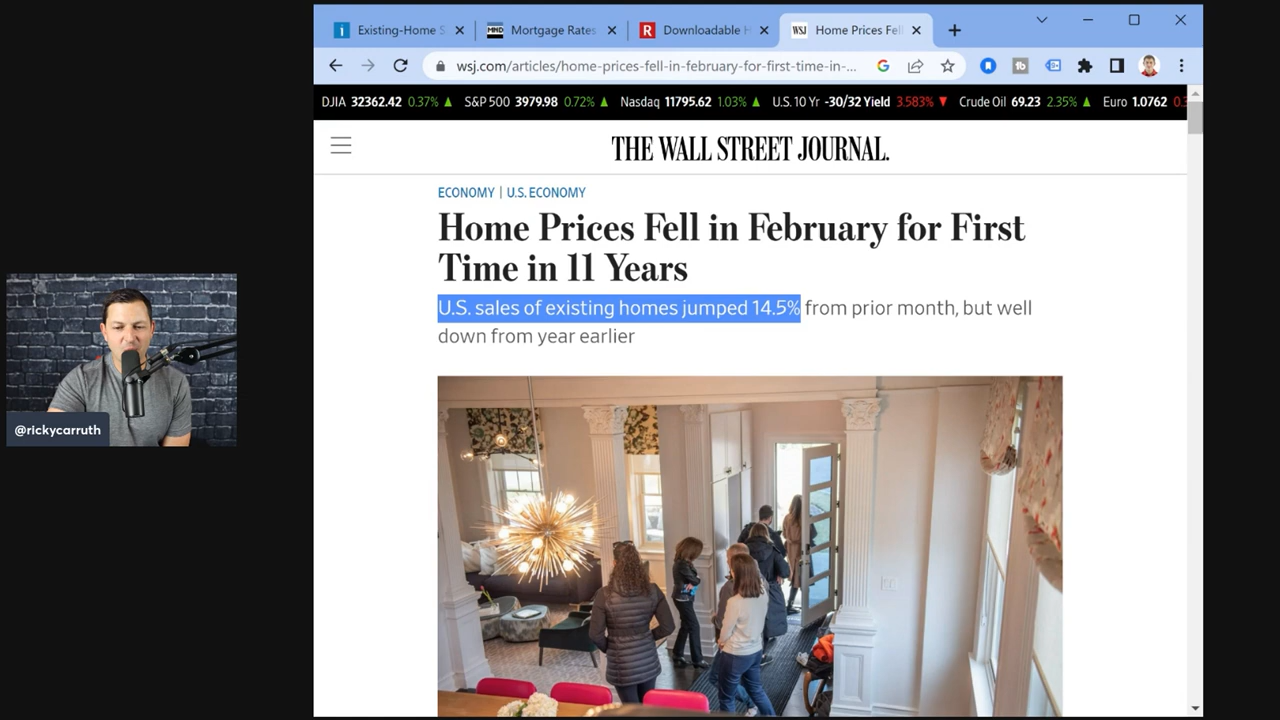 Existing-Home S
Mortgage Rates
Downloadable H
WSJ Home Prices Fell
wsj.com/articles/home-prices-fell-in-february-for-first-time-in-...
DJIA 32362.42 0.37% ▲ S&P 500 3979.98 0.72% ▲ Nasdaq 11795.62 1.03% ▲ U.S. 10 Yr -30/32 Yield 3.583% ▼ Crude Oil 69.23 2.35% ▲ Euro 1.0762
THE WALL STREET JOURNAL.
ECONOMY | U.S. ECONOMY
Home Prices Fell in February for First
Time in 11 Years
U.S. sales of existing homes jumped 14.5% from prior month, but well
down from year earlier
@rickycarruth